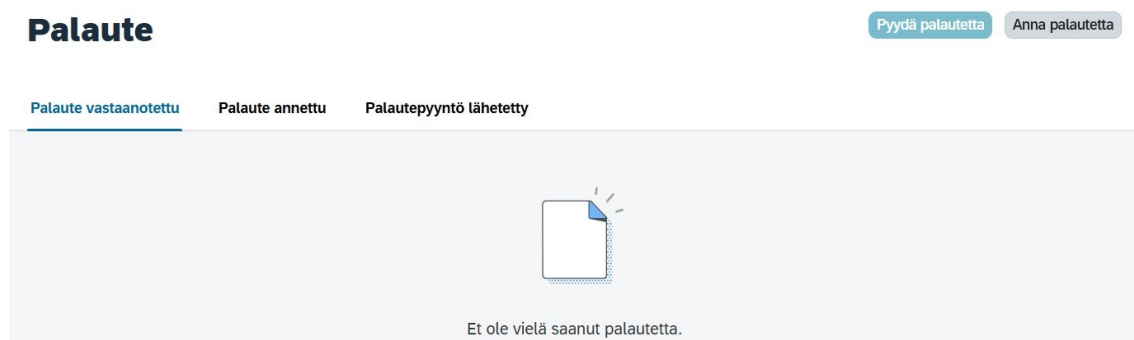 Palaute
Pyydä palautetta
Anna palautetta
Palaute vastaanotettu
Palaute annettu
Palautepyyntö lähetetty
Et ole vielä saanut palautetta.